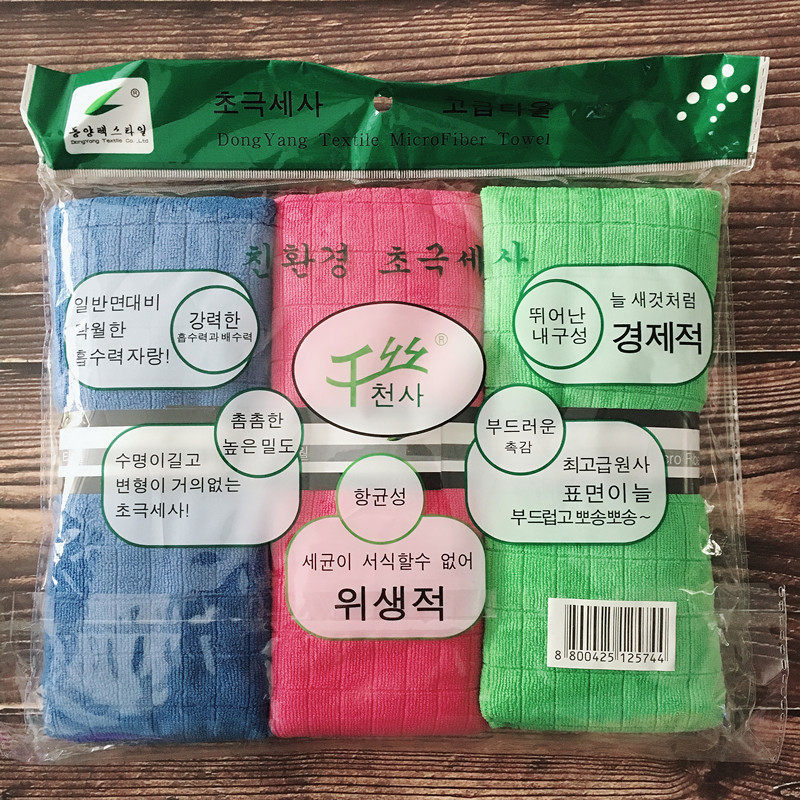 ®
동양텍스타일
DongYang Textile Co.,Ltd
초극세사
고급타올
DongYang Textile MicroFiber Towel
친환경 초극세사
일반면대비
탁월한
흡수력자랑!
강력한
흡수력과 배수력
千丝
®
천사
뛰어난
내구성
늘 새것처럼
경제적
촘촘한
높은밀도
수명이길고
변형이 거의없는
초극세사!
부드러운
촉감
최고급원사
표면이늘
부드럽고뽀송뽀송~
항균성
세균이 서식할수 없어
위생적
8 800425 125744